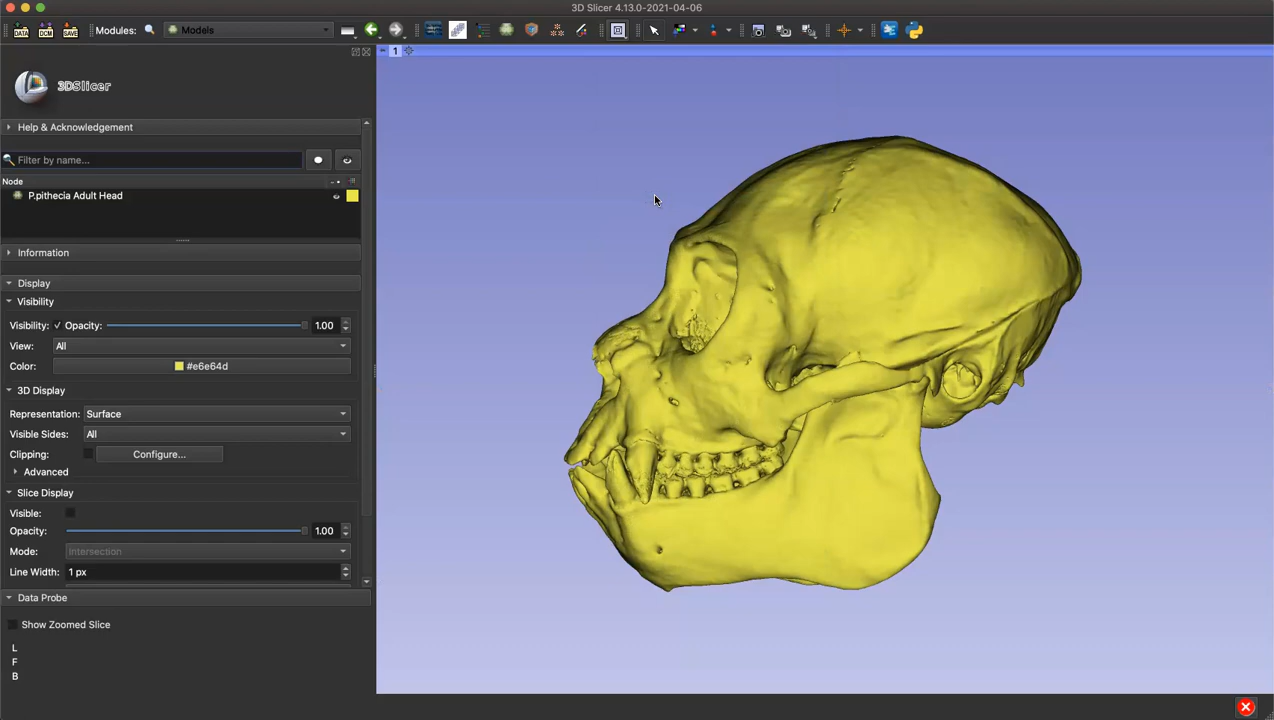 3D Slicer 4.13.0-2021-04-06
DATA
DCM
SAVE
Modules:
Models
1
3DSlicer
Help & Acknowledgement
Filter by name...
Node
P.pithecia Adult Head
Information
Display
Visibility
Visibility: Opacity: 1.00
View: All
Color: #e6e64d
3D Display
Representation: Surface
Visible Sides: All
Clipping: Configure...
Advanced
Slice Display
Visible:
Opacity: 1.00
Mode: Intersection
Line Width: 1 px
Data Probe
Show Zoomed Slice
L
F
B